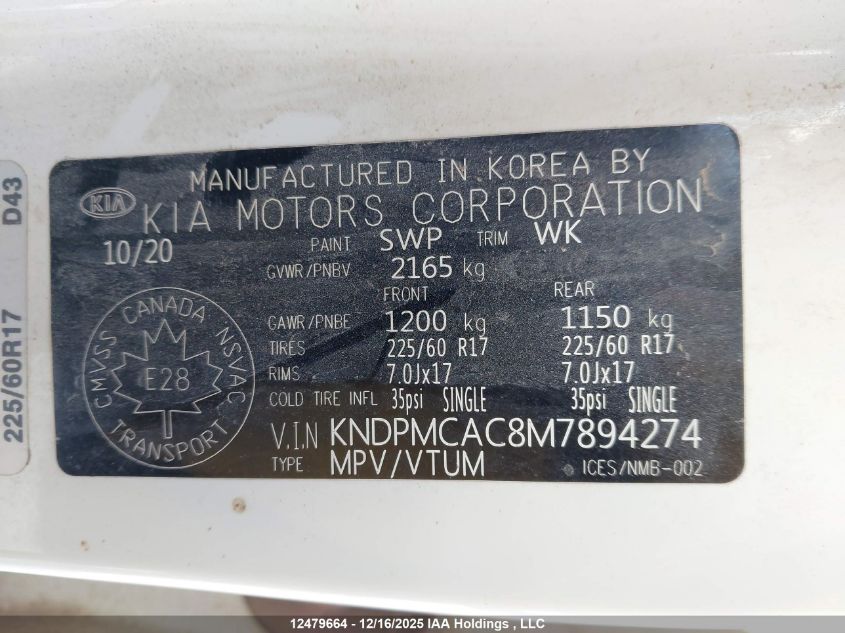 225/60R17 D43
MANUFACTURED IN KOREA BY
KIA KIA MOTORS CORPORATION
10/20 PAINT SWP TRIM WK
GVWR/PNBV 2165 kg
FRONT REAR
GAWR/PNBE 1200 kg 1150 kg
TIRES 225/60 R17 225/60 R17
RIMS 7.0Jx17 7.0Jx17
COLD TIRE INFL 35psi SINGLE 35psi SINGLE
V.I.N KNDPMCAC8M7894274
TYPE MPV/VTUM ICES/NMB-002
CANADA
CMVSS NSVAC
E28
TRANSPORT
12479664 - 12/16/2025 IAA Holdings , LLC